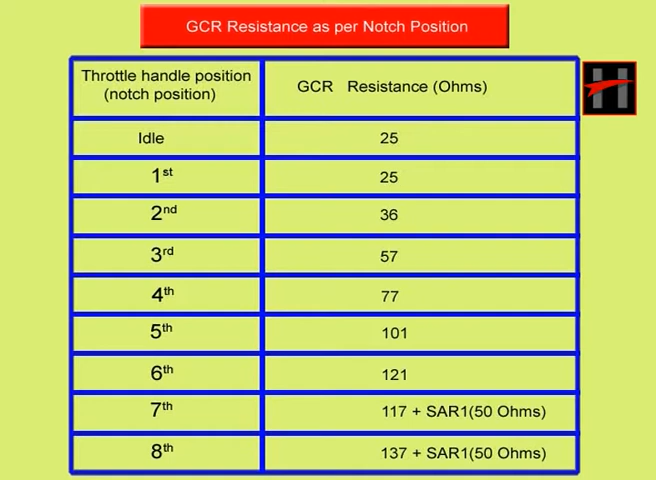 GCR Resistance as per Notch Position
Throttle handle position
(notch position)
GCR Resistance (Ohms)
Idle 25
1st 25
2nd 36
3rd 57
4th 77
5th 101
6th 121
7th 117 + SAR1(50 Ohms)
8th 137 + SAR1(50 Ohms)
H